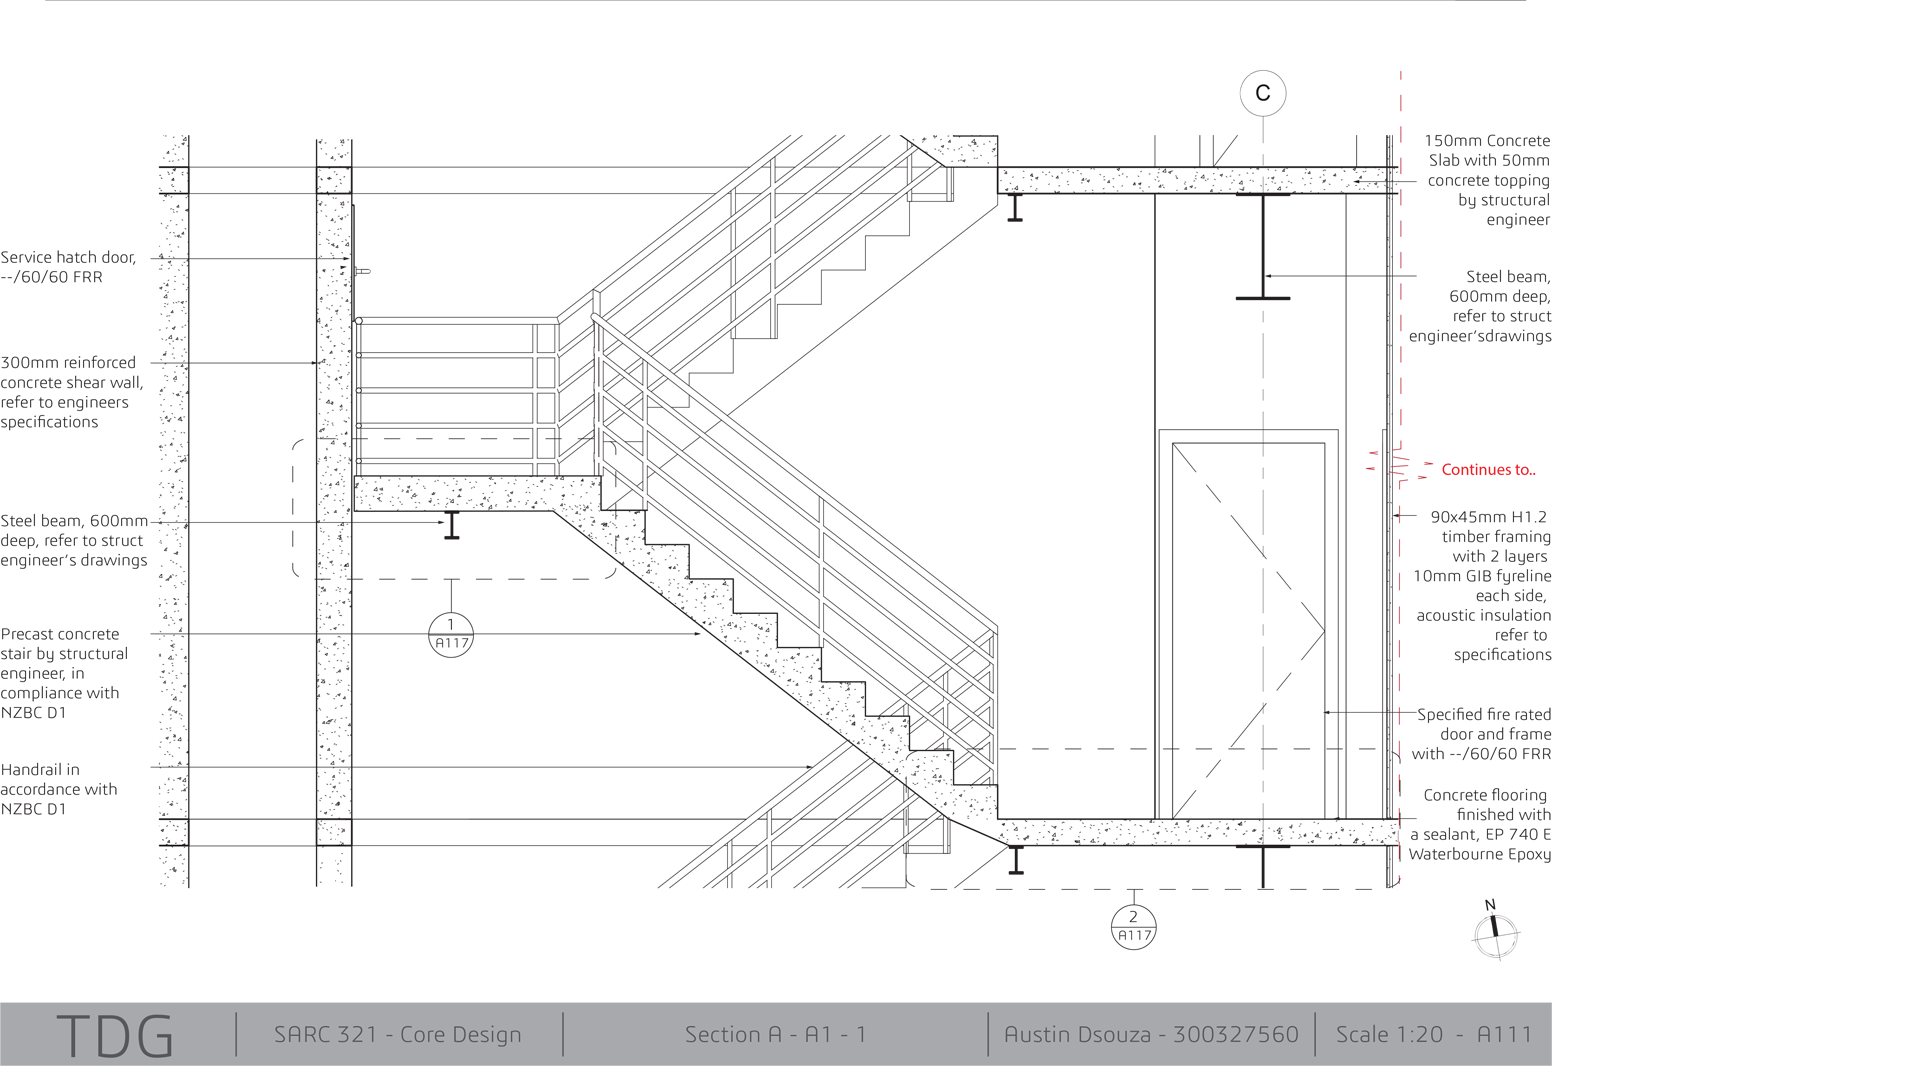 C
150mm Concrete
Slab with 50mm
concrete topping
by structural
engineer
Service hatch door,
--/60/60 FRR
Steel beam,
600mm deep,
refer to struct
engineer'sdrawings
300mm reinforced
concrete shear wall,
refer to engineers
specifications
Continues to..
Steel beam, 600mm
deep, refer to struct
engineer's drawings
90x45mm H1.2
timber framing
with 2 layers
10mm GIB fyreline
each side,
acoustic insulation
refer to
specifications
1
A117
Precast concrete
stair by structural
engineer, in
compliance with
NZBC D1
Specified fire rated
door and frame
with --/60/60 FRR
Handrail in
accordance with
NZBC D1
Concrete flooring
finished with
a sealant, EP 740 E
Waterbourne Epoxy
2
A117
N
TDG
SARC 321 - Core Design
Section A - A1 - 1
Austin Dsouza - 300327560
Scale 1:20 - A111